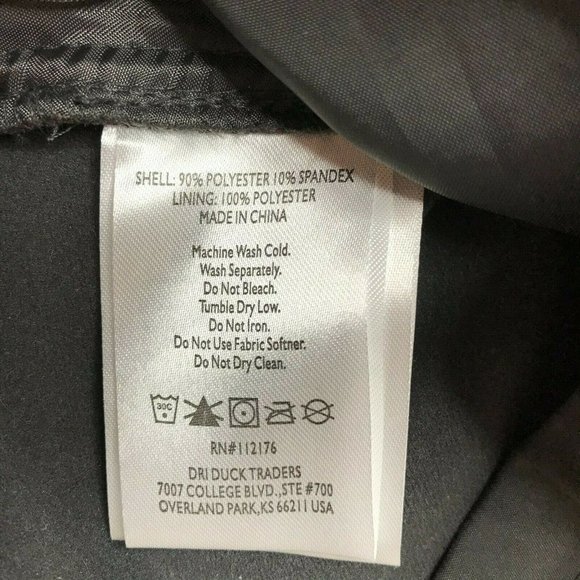 SHELL: 90% POLYESTER 10% SPANDEX
LINING: 100% POLYESTER
MADE IN CHINA
Machine Wash Cold.
Wash Separately.
Do Not Bleach.
Tumble Dry Low.
Do Not Iron.
Do Not Use Fabric Softner.
Do Not Dry Clean.
30C
RN#112176
DRI DUCK TRADERS
7007 COLLEGE BLVD.,STE #700
OVERLAND PARK,KS 66211 USA